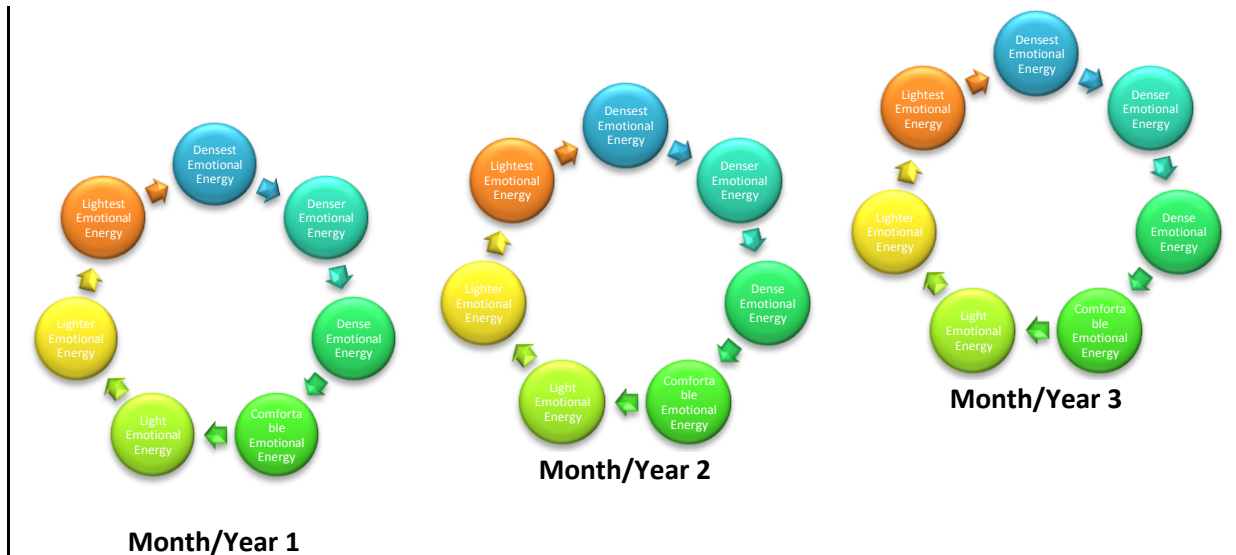 Densest
Emotional
Energy
Denser
Emotional
Energy
Dense
Emotional
Energy
Comforta
ble
Emotional
Energy
Light
Emotional
Energy
Lighter
Emotional
Energy
Lightest
Emotional
Energy
Month/Year 1
Densest
Emotional
Energy
Denser
Emotional
Energy
Dense
Emotional
Energy
Comforta
ble
Emotional
Energy
Light
Emotional
Energy
Lighter
Emotional
Energy
Lightest
Emotional
Energy
Month/Year 2
Densest
Emotional
Energy
Denser
Emotional
Energy
Dense
Emotional
Energy
Comforta
ble
Emotional
Energy
Light
Emotional
Energy
Lighter
Emotional
Energy
Lightest
Emotional
Energy
Month/Year 3